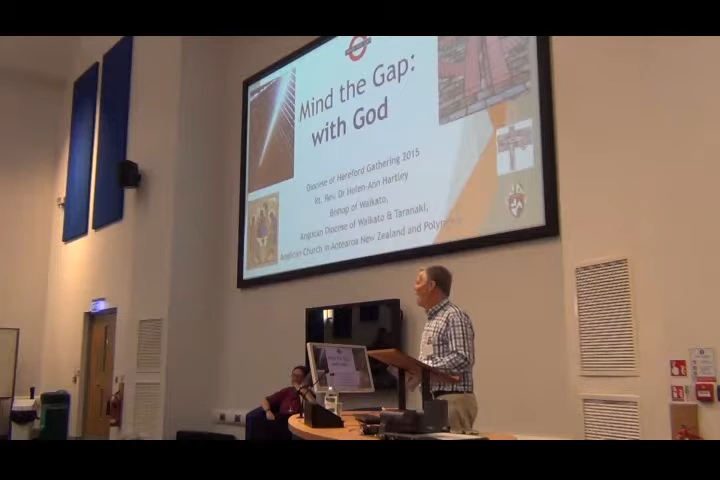 Mind the Gap:
with God
Diocese of Hereford Gathering 2015
Rt. Rev. Dr Helen-Ann Hartley
Bishop of Waikato,
Anglican Diocese of Waikato & Taranaki,
Anglican Church in Aotearoa New Zealand and Polynesia